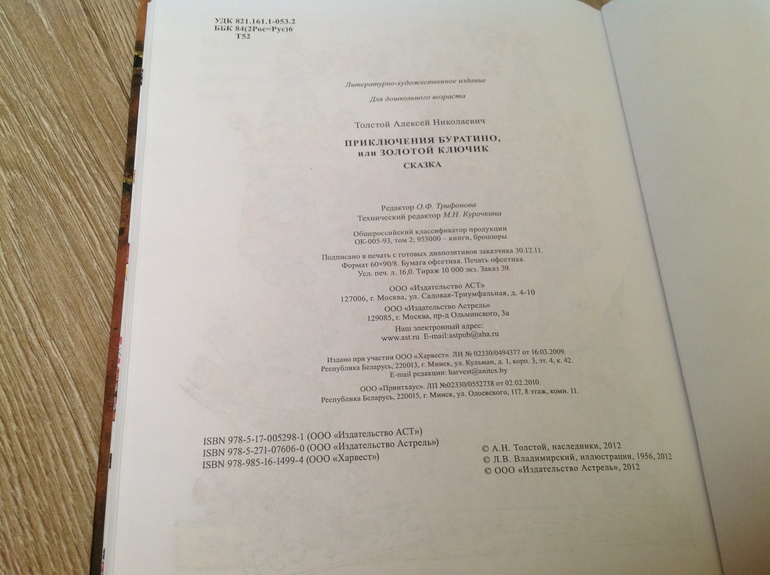 УДК 821.161.1-053.2
ББК 84(2Рос=Рус)6
Т52
Литературно-художественное издание
Для дошкольного возраста
Толстой Алексей Николаевич
ПРИКЛЮЧЕНИЯ БУРАТИНО,
или ЗОЛОТОЙ КЛЮЧИК
СКАЗКА
Редактор О.Ф. Трифонова
Технический редактор М.Н. Курочкина
Общероссийский классификатор продукции
ОК-005-93, том 2; 953000 – книги, брошюры
Подписано в печать с готовых диапозитивов заказчика 30.12.11.
Формат 60×90/8. Бумага офсетная. Печать офсетная.
Усл. печ. л. 16,0. Тираж 10 000 экз. Заказ 39.
ООО «Издательство АСТ»
127006, г. Москва, ул. Садовая-Триумфальная, д. 4-10
ООО «Издательство Астрель»
129085, г. Москва, пр-д Ольминского, 3а
Наш электронный адрес:
www.ast.ru E-mail:astpub@aha.ru
Издано при участии ООО «Харвест». ЛИ № 02330/0494377 от 16.03.2009.
Республика Беларусь, 220013, г. Минск, ул. Кульман, д. 1, корп. 3, эт. 4, к. 42.
E-mail редакции: harvest@anitex.by
ООО «Принтхаус». ЛП №02330/0552738 от 02.02.2010.
Республика Беларусь, 220015, г. Минск, ул. Одоевского, 117, 8 этаж, комн. 11.
ISBN 978-5-17-005298-1 (ООО «Издательство АСТ»)
ISBN 978-5-271-07606-0 (ООО «Издательство Астрель»)
ISBN 978-985-16-1499-4 (ООО «Харвест»)
© А.Н. Толстой, наследники, 2012
© Л.В. Владимирский, иллюстрации, 1956, 2012
© ООО «Издательство Астрель», 2012